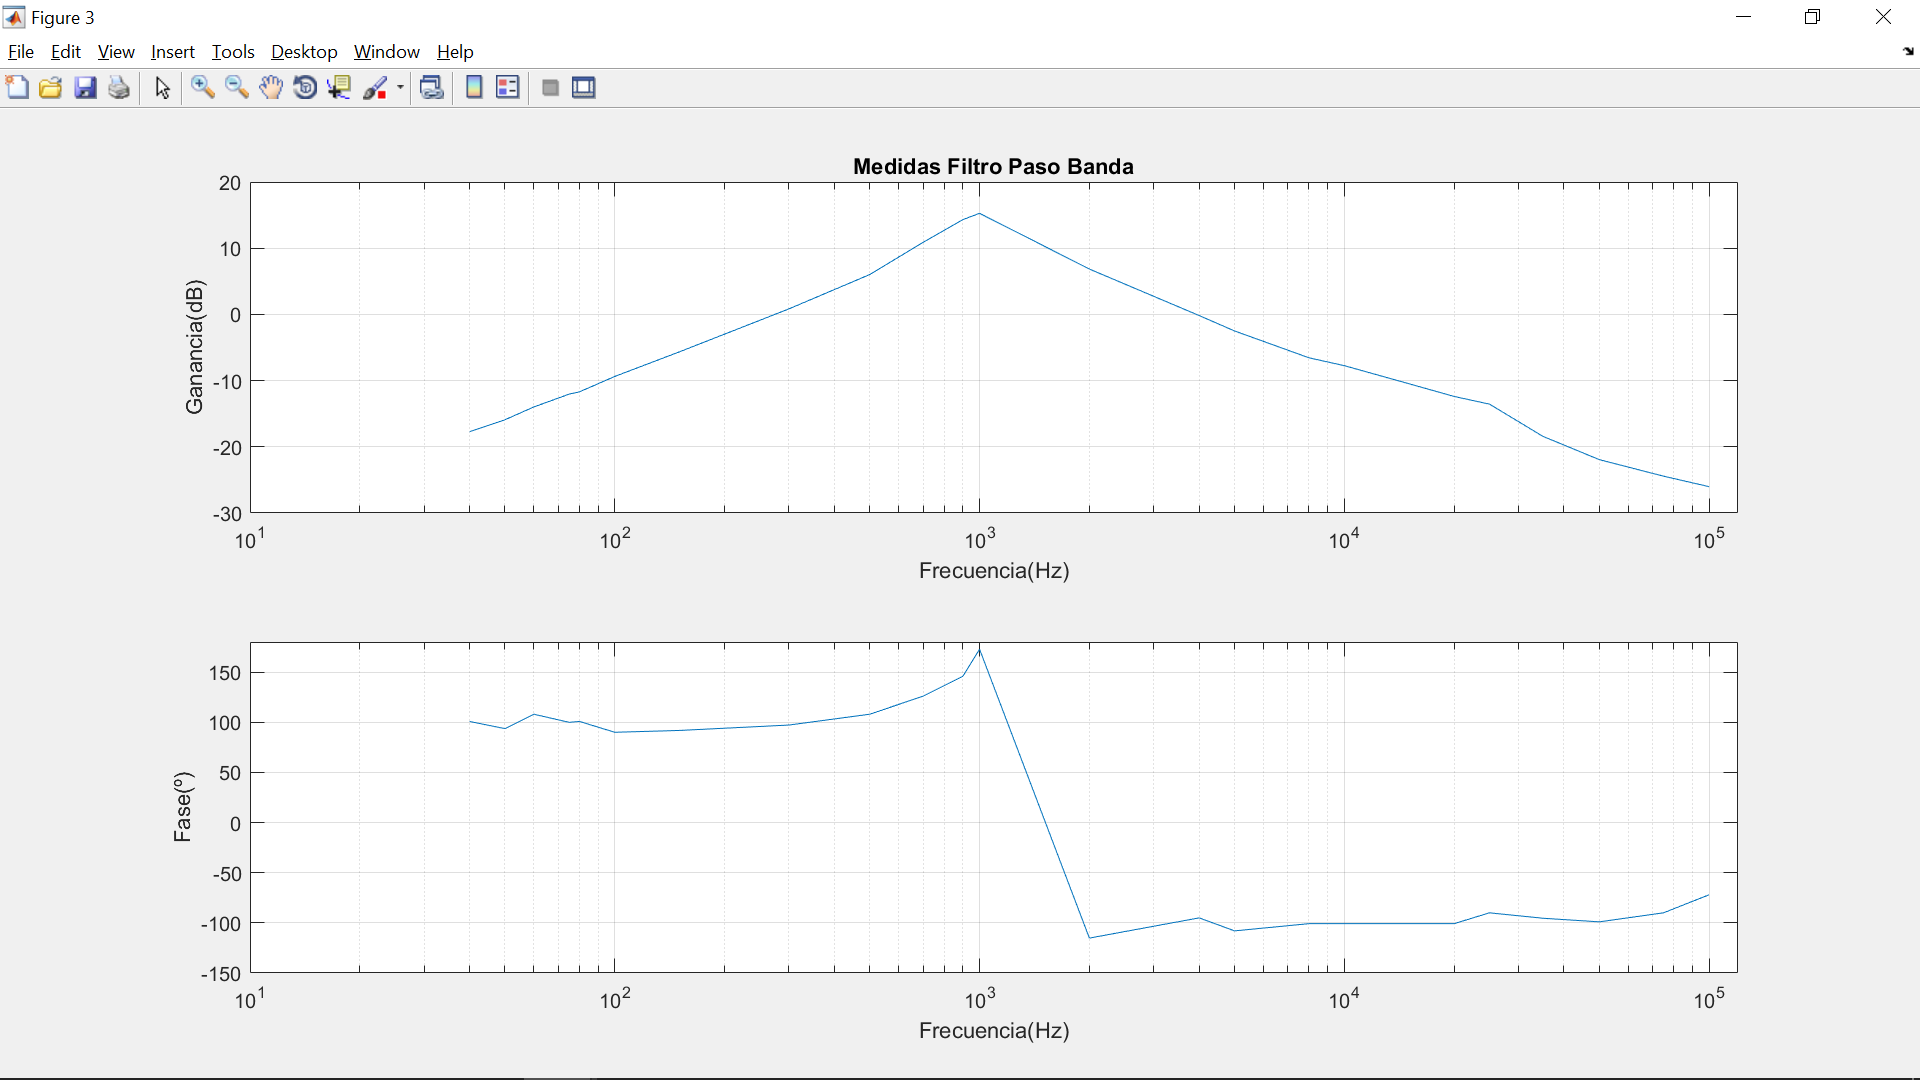 Figure 3
File Edit View Insert Tools Desktop Window Help
Medidas Filtro Paso Banda
Ganancia(dB)
20
10
0
-10
-20
-30
10^1 10^2 10^3 10^4 10^5
Frecuencia(Hz)
Fase(º)
150
100
50
0
-50
-100
-150
10^1 10^2 10^3 10^4 10^5
Frecuencia(Hz)